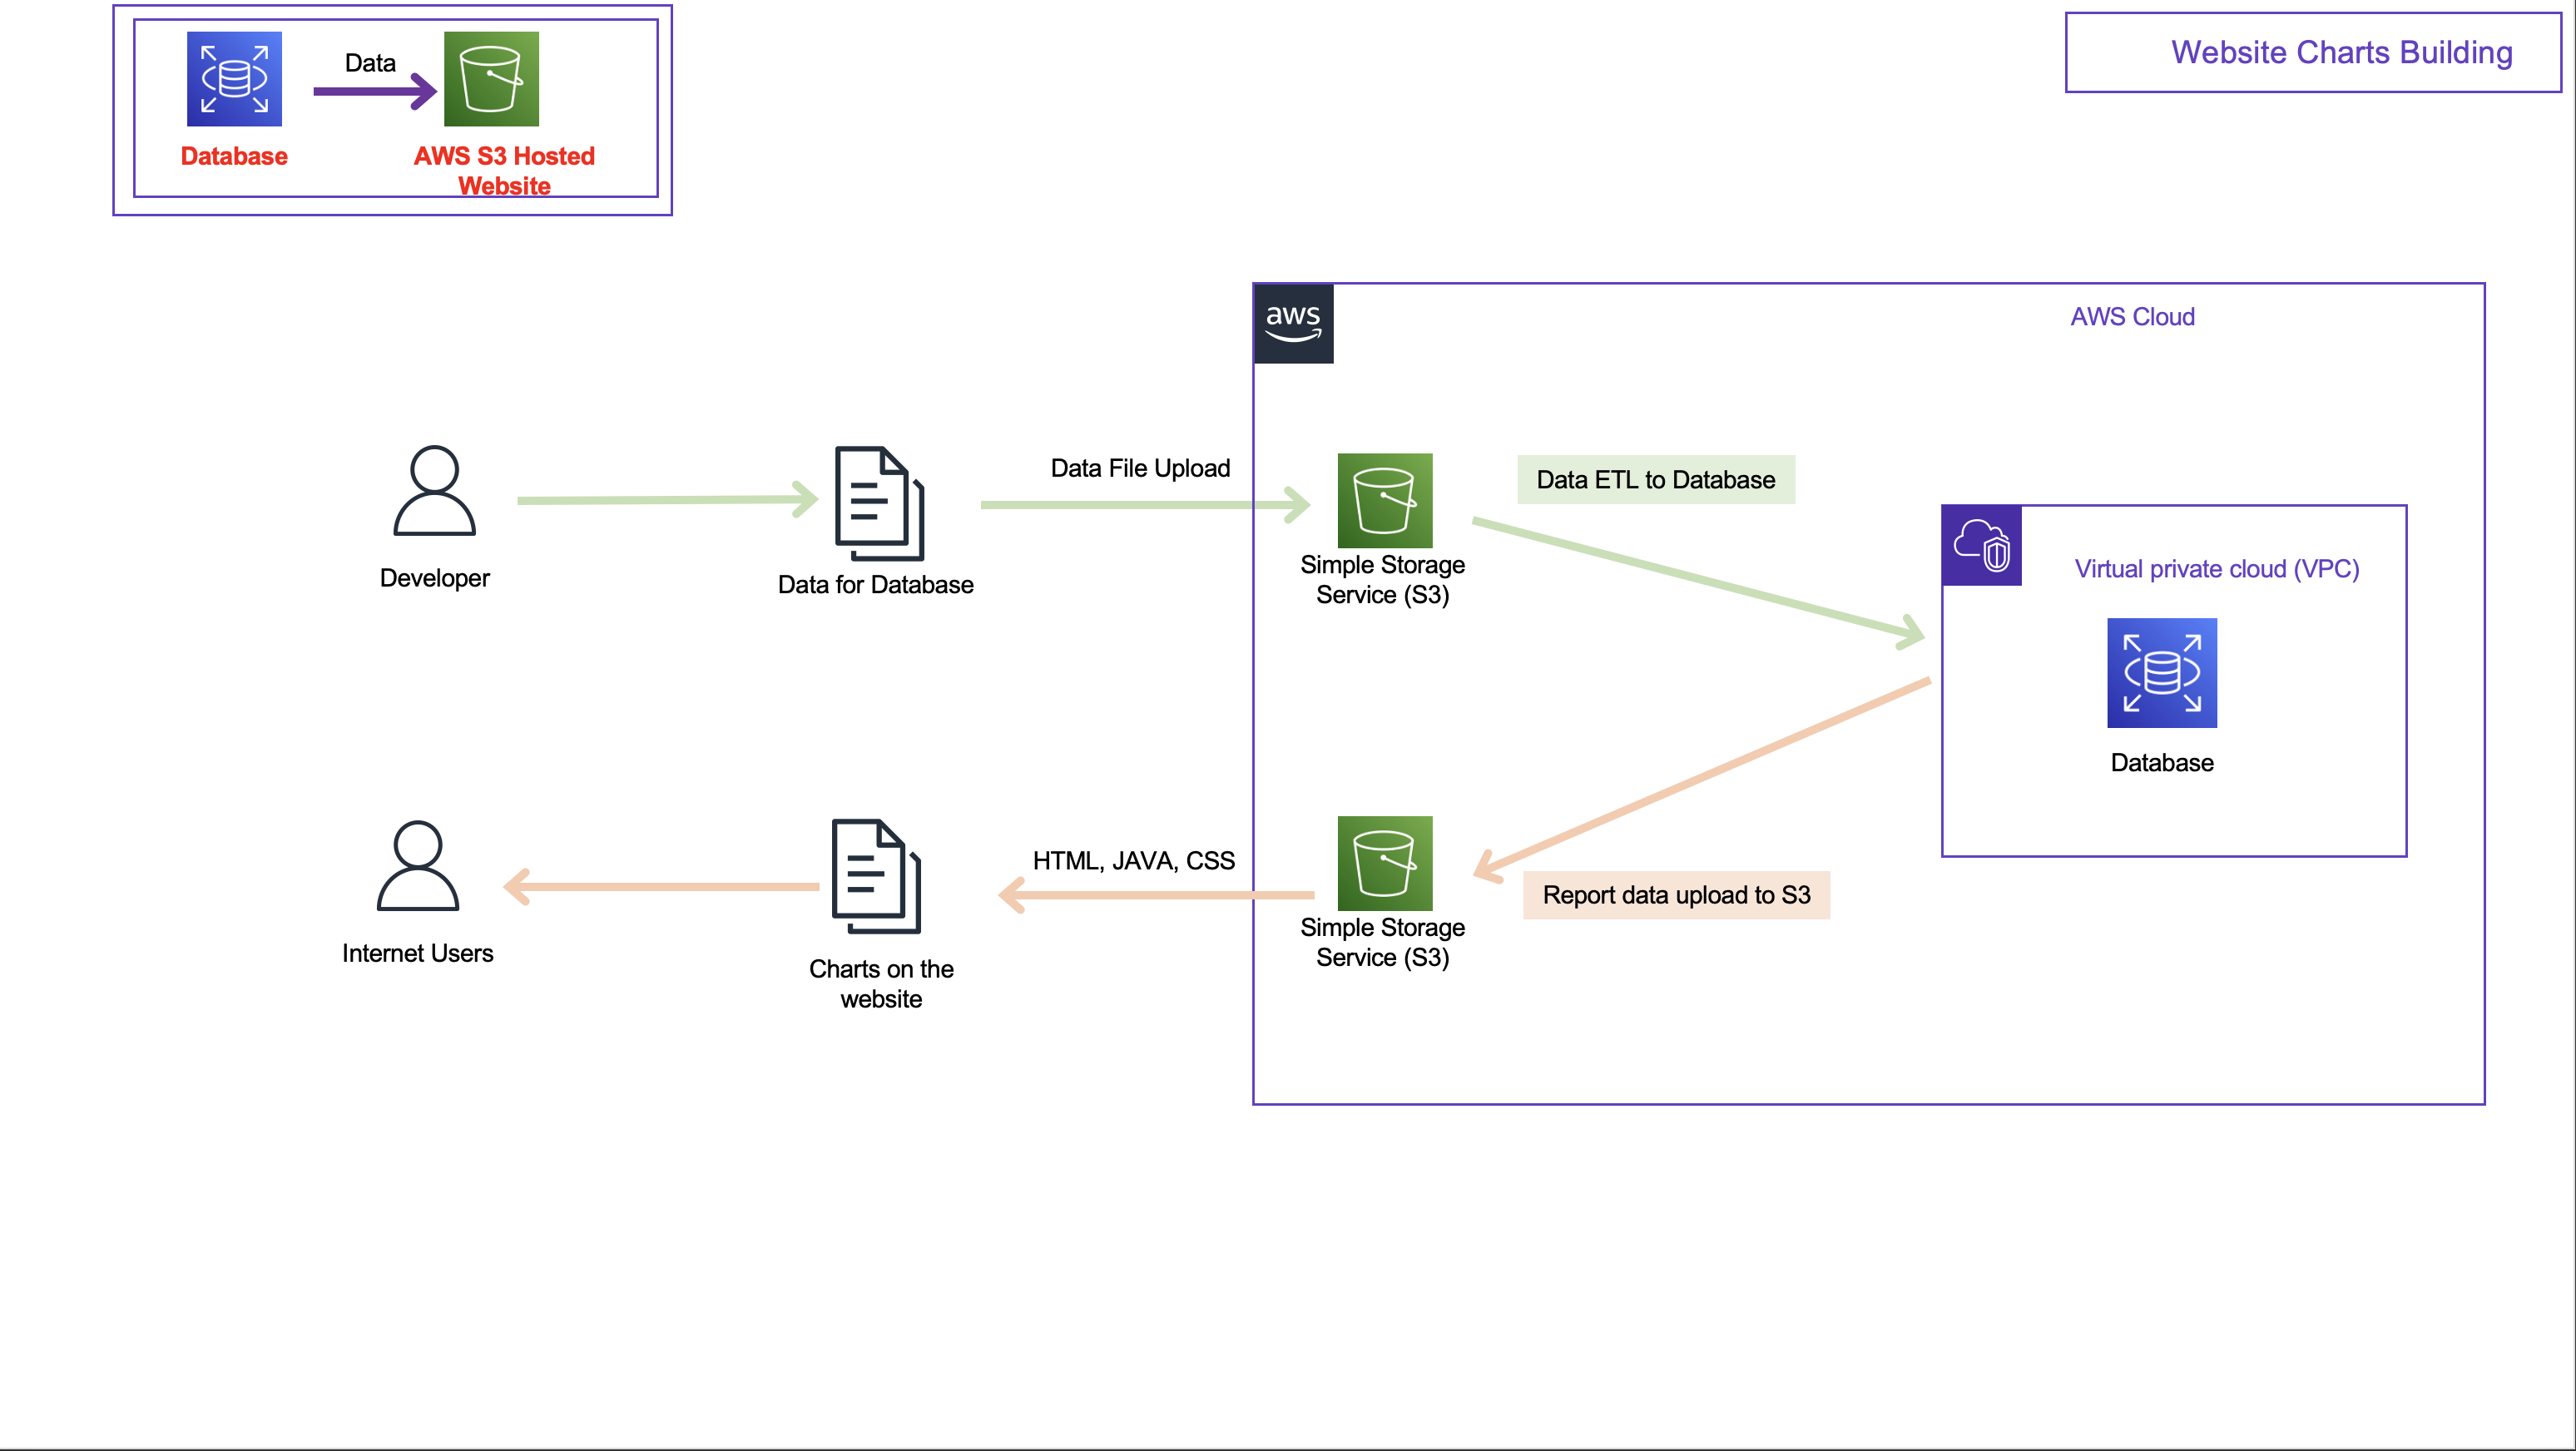 Data
Database
AWS S3 Hosted
Website
Website Charts Building
aws
AWS Cloud
Developer
Data for Database
Data File Upload
Simple Storage
Service (S3)
Data ETL to Database
Virtual private cloud (VPC)
Database
Internet Users
Charts on the
website
HTML, JAVA, CSS
Simple Storage
Service (S3)
Report data upload to S3